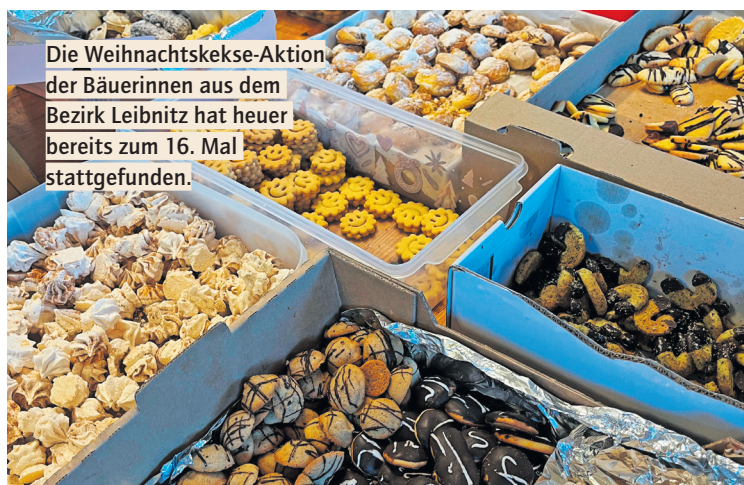 Die Weihnachtskekse-Aktion
der Bäuerinnen aus dem
Bezirk Leibnitz hat heuer
bereits zum 16. Mal
stattgefunden.